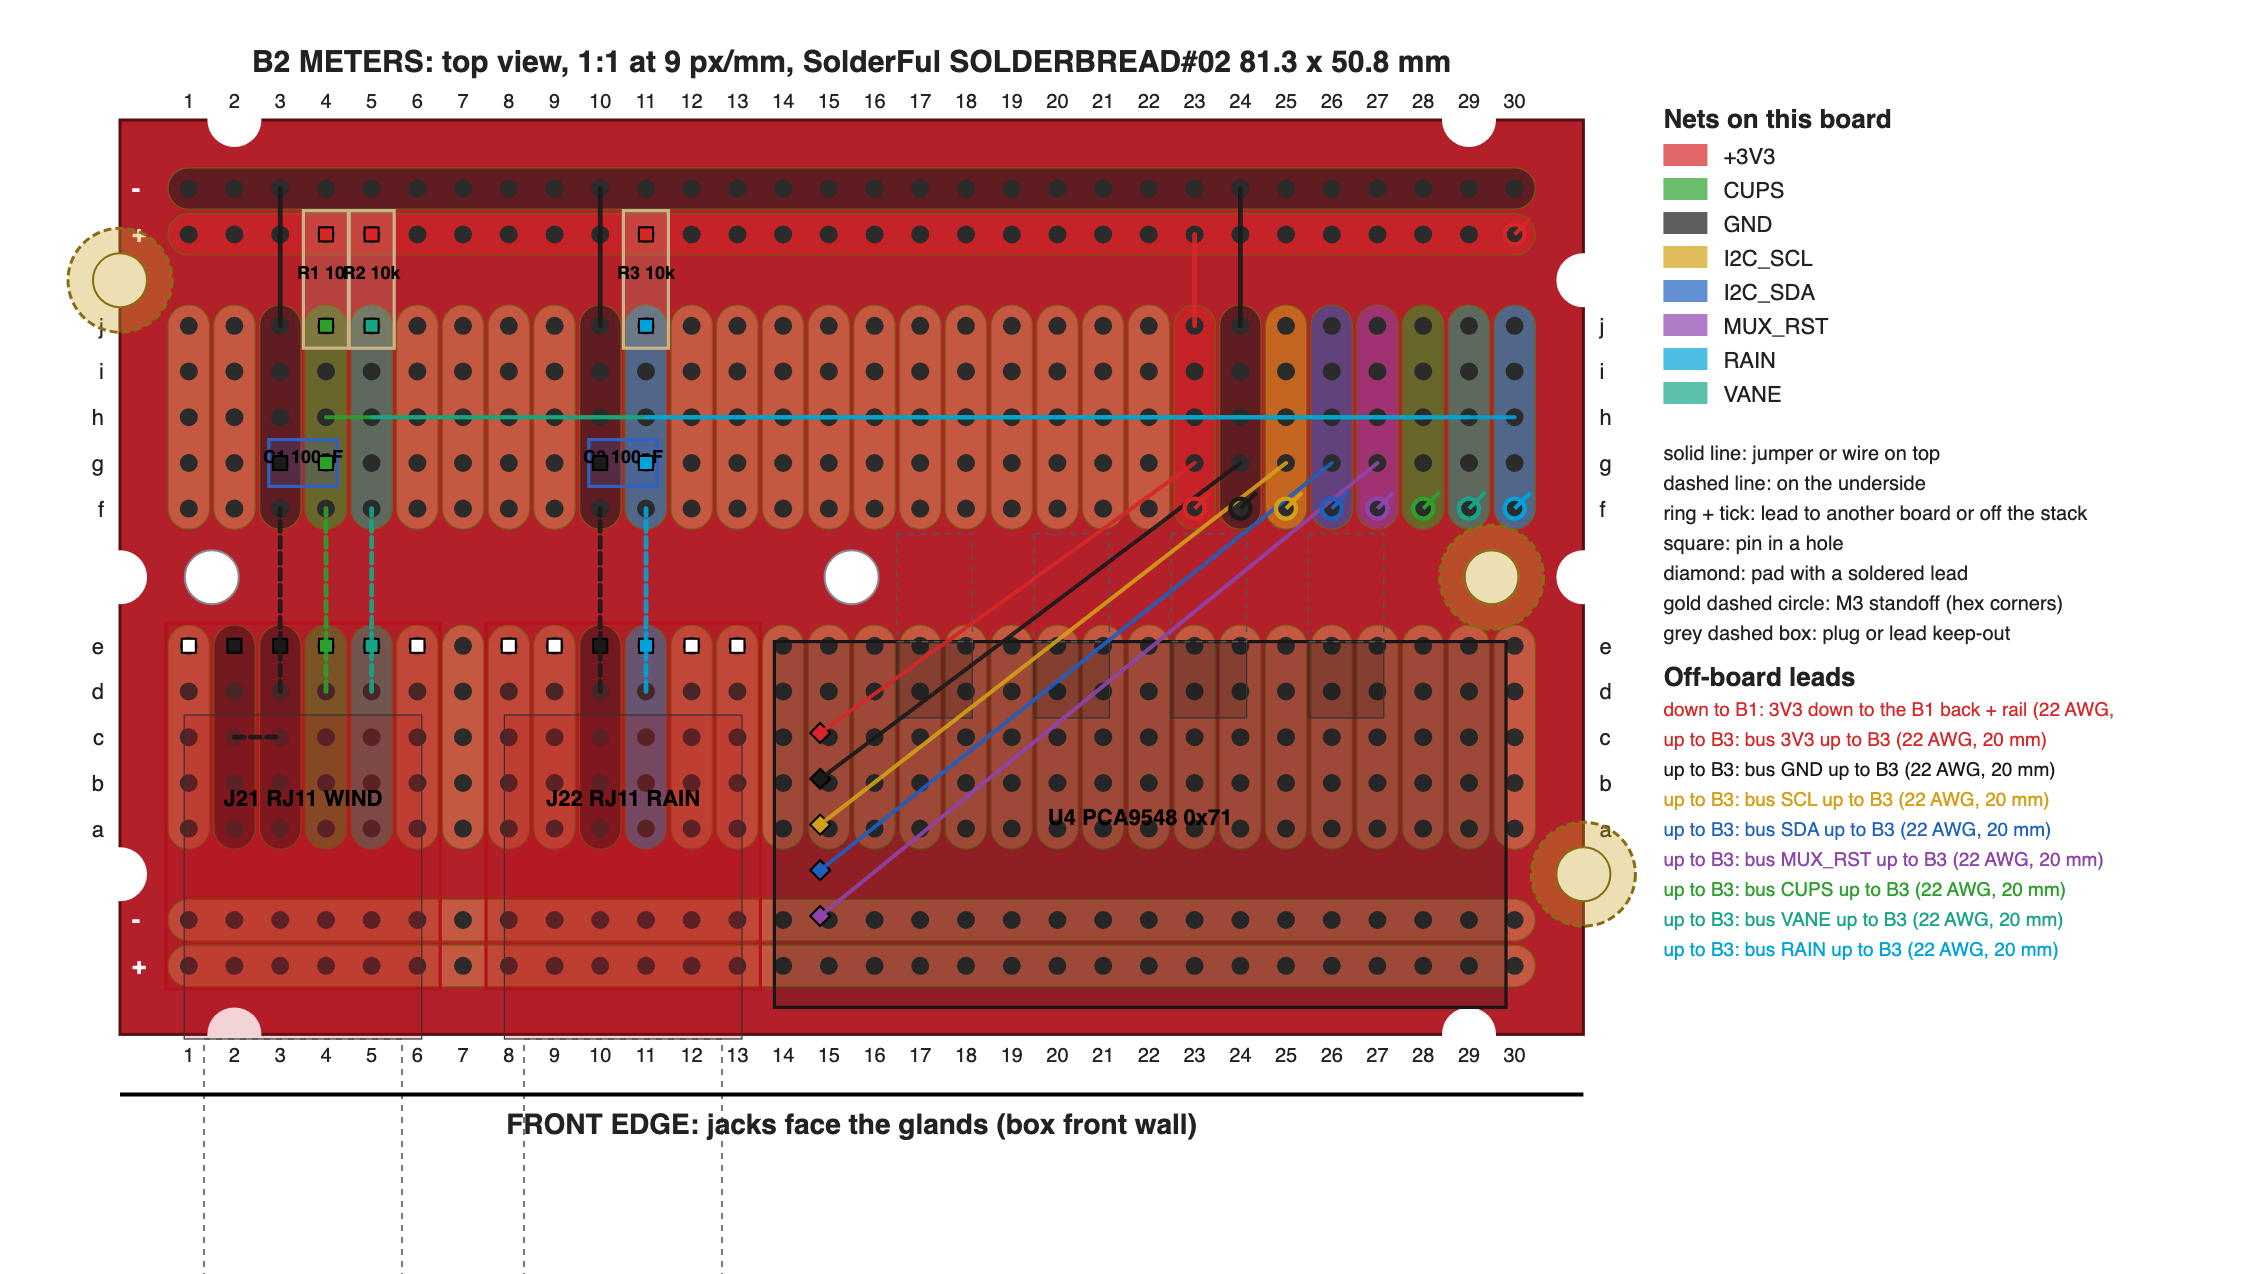 B2 METERS: top view, 1:1 at 9 px/mm, SolderFul SOLDERBREAD#02 81.3 x 50.8 mm
1 2 3 4 5 6 7 8 9 10 11 12 13 14 15 16 17 18 19 20 21 22 23 24 25 26 27 28 29 30
-
+
R1 10
R2 10k
R3 10k
j j
i i
h h
C1 100nF
C2 100nF
g g
f f
e e
d d
c c
b b
J21 RJ11 WIND
J22 RJ11 RAIN
U4 PCA9548 0x71
a a
-
+
1 2 3 4 5 6 7 8 9 10 11 12 13 14 15 16 17 18 19 20 21 22 23 24 25 26 27 28 29 30
FRONT EDGE: jacks face the glands (box front wall)
Nets on this board
+3V3
CUPS
GND
I2C_SCL
I2C_SDA
MUX_RST
RAIN
VANE
solid line: jumper or wire on top
dashed line: on the underside
ring + tick: lead to another board or off the stack
square: pin in a hole
diamond: pad with a soldered lead
gold dashed circle: M3 standoff (hex corners)
grey dashed box: plug or lead keep-out
Off-board leads
down to B1: 3V3 down to the B1 back + rail (22 AWG,
up to B3: bus 3V3 up to B3 (22 AWG, 20 mm)
up to B3: bus GND up to B3 (22 AWG, 20 mm)
up to B3: bus SCL up to B3 (22 AWG, 20 mm)
up to B3: bus SDA up to B3 (22 AWG, 20 mm)
up to B3: bus MUX_RST up to B3 (22 AWG, 20 mm)
up to B3: bus CUPS up to B3 (22 AWG, 20 mm)
up to B3: bus VANE up to B3 (22 AWG, 20 mm)
up to B3: bus RAIN up to B3 (22 AWG, 20 mm)